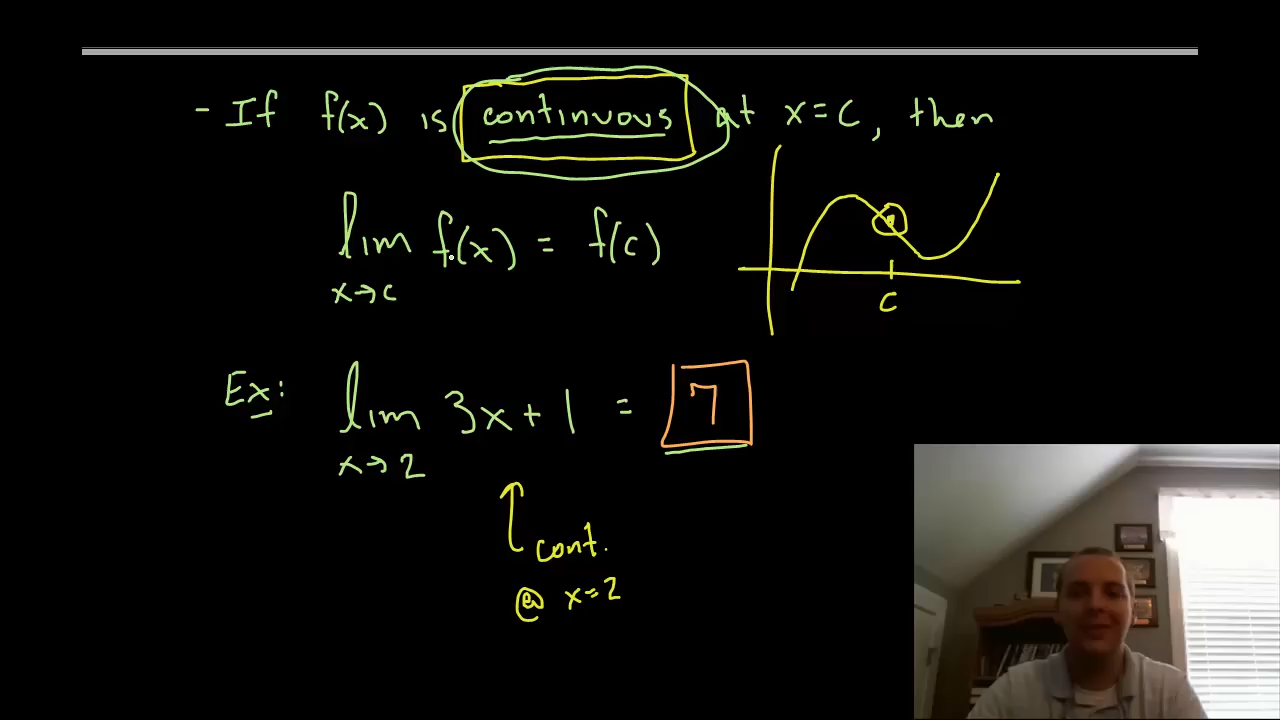 - If f(x) is continuous at x=c, then
lim f(x) = f(c)
x→c
c
Ex: lim 3x+1 = 7
x→2
cont.
@ x=2